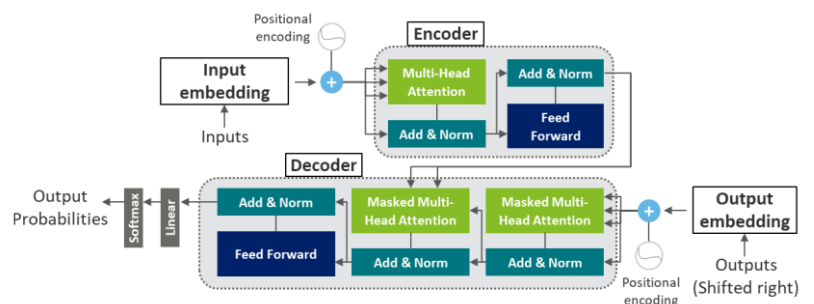 Positional
encoding
Encoder
Input
embedding
Inputs
Multi-Head
Attention
Add & Norm
Add & Norm
Feed
Forward
Decoder
Output
Probabilities
Softmax
Linear
Add & Norm
Feed Forward
Masked Multi-
Head Attention
Add & Norm
Masked Multi-
Head Attention
Add & Norm
Output
embedding
Positional
encoding
Outputs
(Shifted right)